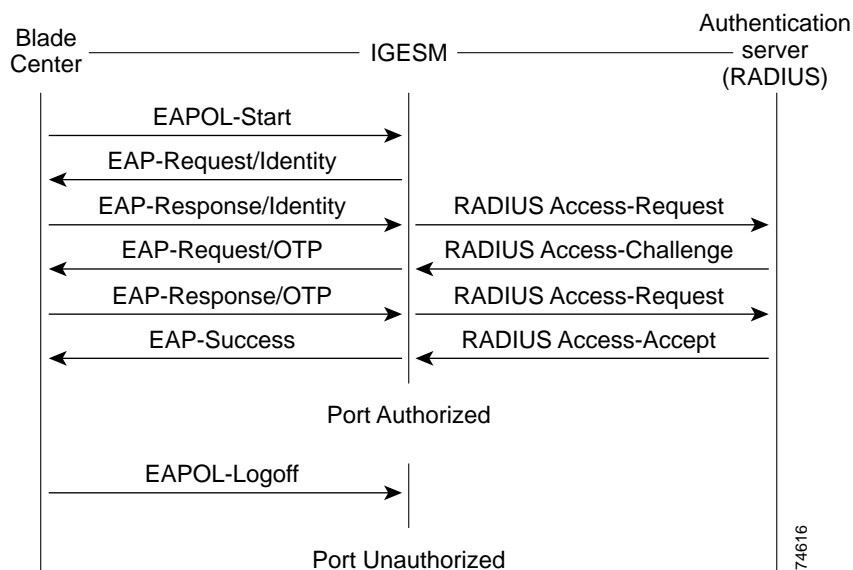 Blade
Center
IGESM
Authentication
server
(RADIUS)
EAPOL-Start
EAP-Request/Identity
EAP-Response/Identity
RADIUS Access-Request
EAP-Request/OTP
RADIUS Access-Challenge
EAP-Response/OTP
RADIUS Access-Request
EAP-Success
RADIUS Access-Accept
Port Authorized
EAPOL-Logoff
Port Unauthorized
74616